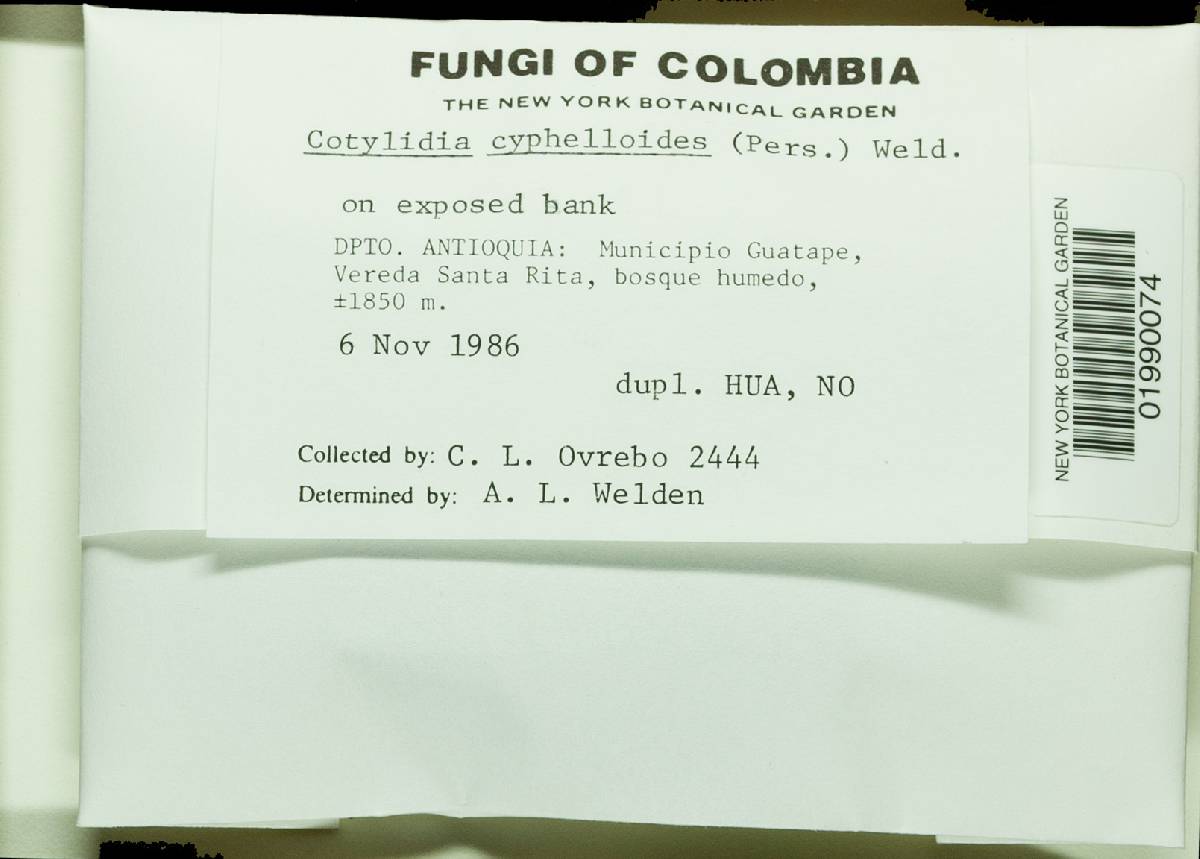 FUNGI OF COLOMBIA
THE NEW YORK BOTANICAL GARDEN
Cotylidia cyphelloides (Pers.) Weld.
on exposed bank
DPTO. ANTIOQUIA: Municipio Guatape,
Vereda Santa Rita, bosque humedo,
±1850 m.
6 Nov 1986
dupl. HUA, NO
Collected by: C. L. Ovrebo 2444
Determined by: A. L. Welden
NEW YORK BOTANICAL GARDEN
01990074